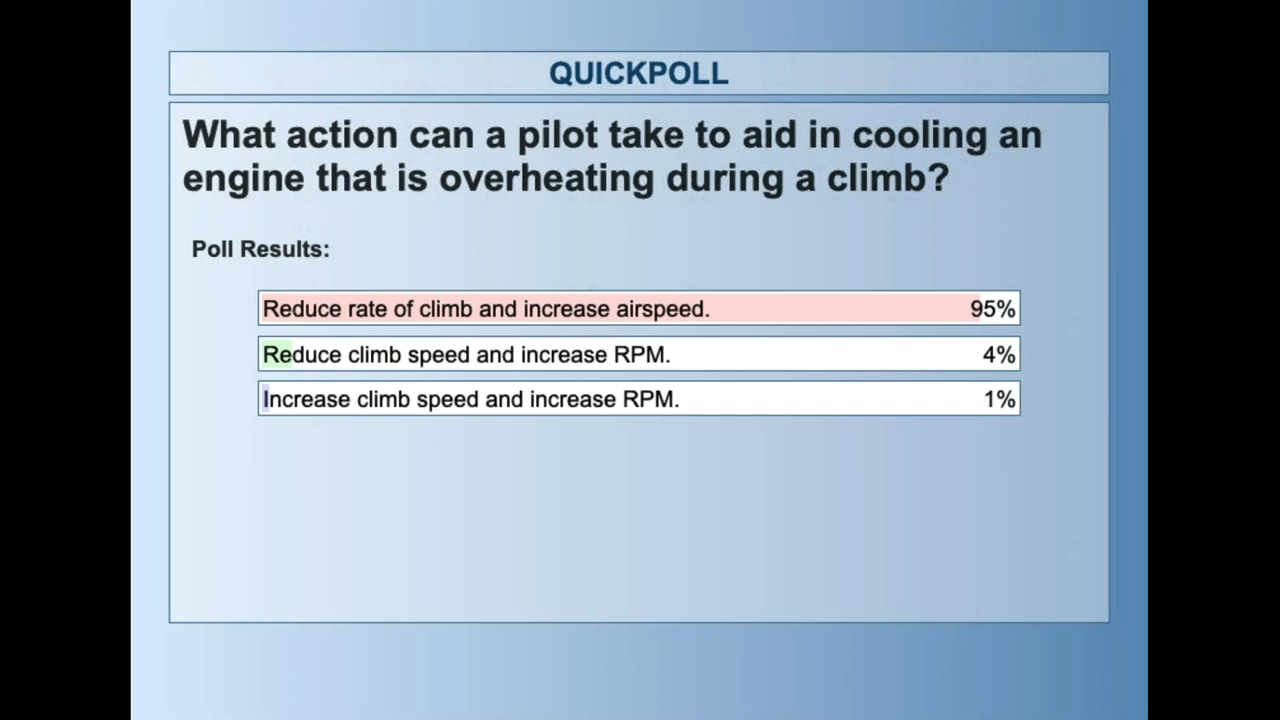 QUICKPOLL
What action can a pilot take to aid in cooling an
engine that is overheating during a climb?
Poll Results:
Reduce rate of climb and increase airspeed. 95%
Reduce climb speed and increase RPM. 4%
Increase climb speed and increase RPM. 1%